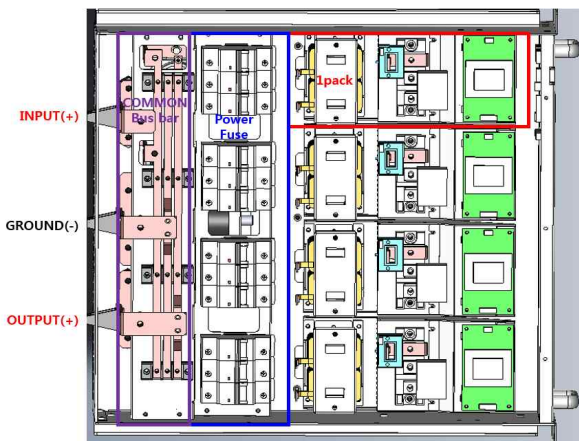 INPUT(+)
COMMON
Bus bar
Power
Fuse
1pack
GROUND(-)
OUTPUT(+)